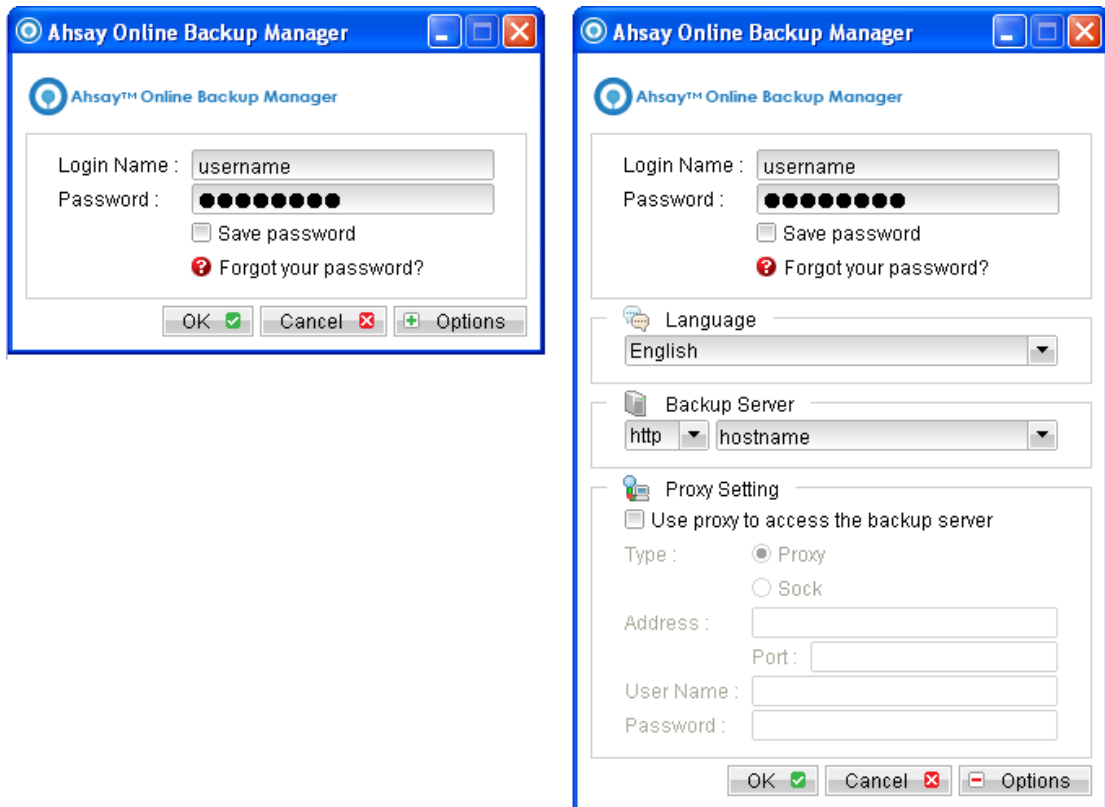 Ahsay Online Backup Manager
Ahsay™ Online Backup Manager
Login Name : username
Password : ●●●●●●●●
Save password
Forgot your password?
OK Cancel Options
Ahsay Online Backup Manager
Ahsay™ Online Backup Manager
Login Name : username
Password : ●●●●●●●●
Save password
Forgot your password?
Language
English
Backup Server
http hostname
Proxy Setting
Use proxy to access the backup server
Type : Proxy
Sock
Address :
Port :
User Name :
Password :
OK Cancel Options